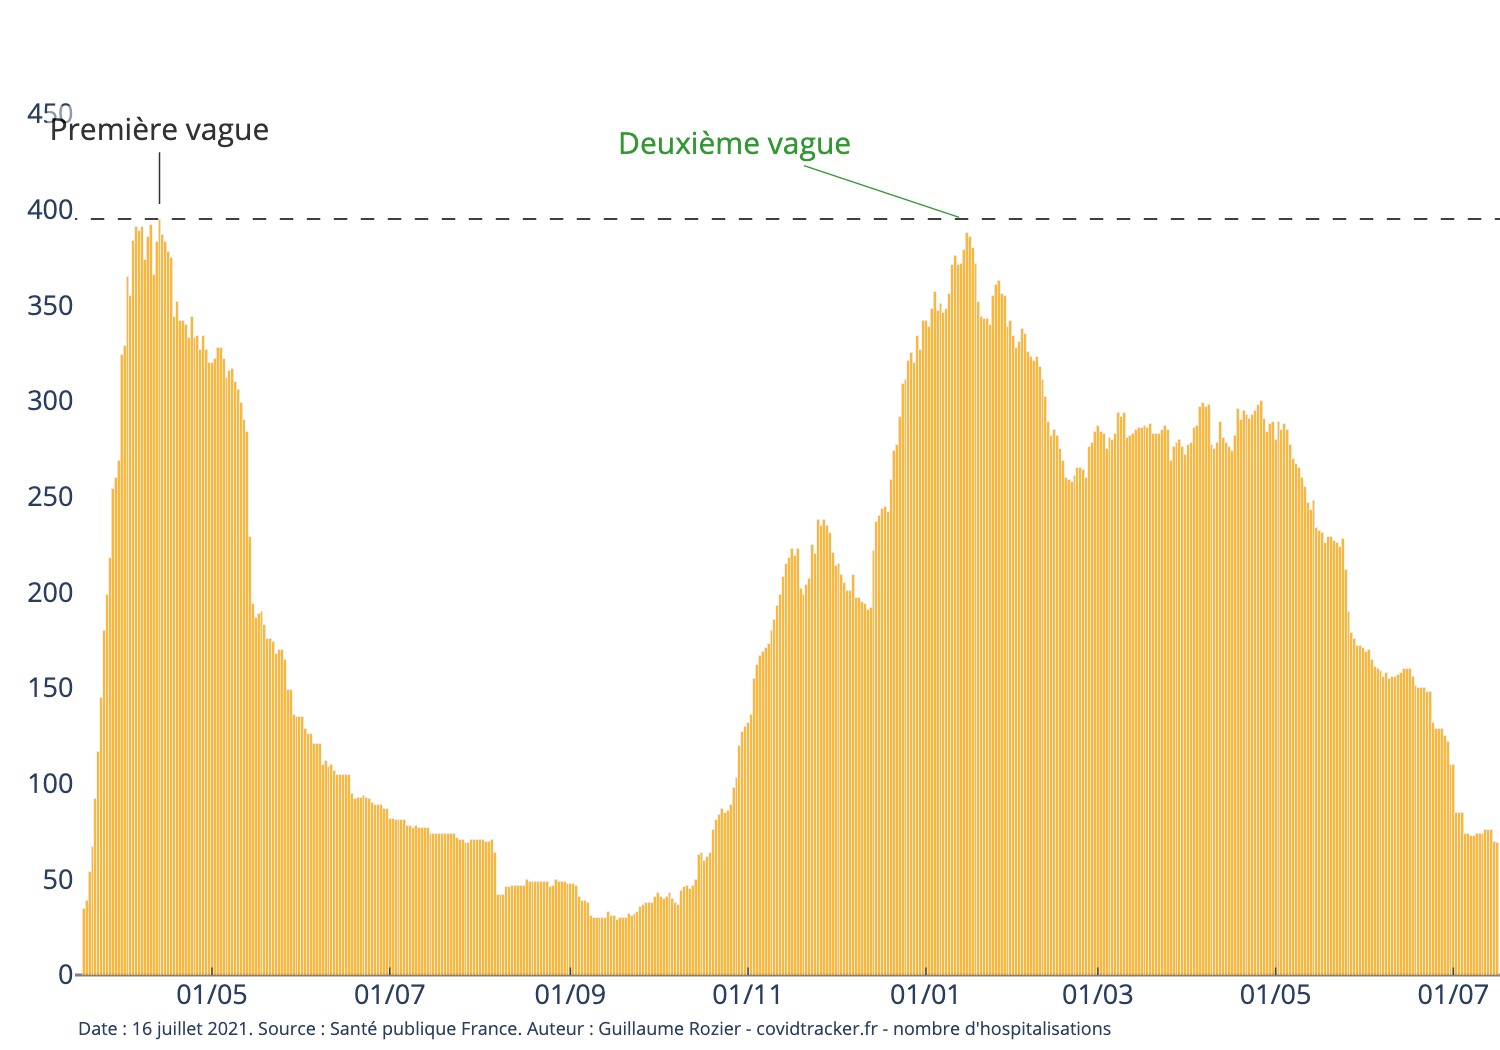 450
Première vague
Deuxième vague
400
350
300
250
200
150
100
50
0
01/05 01/07 01/09 01/11 01/01 01/03 01/05 01/07
Date : 16 juillet 2021. Source : Santé publique France. Auteur : Guillaume Rozier - covidtracker.fr - nombre d'hospitalisations